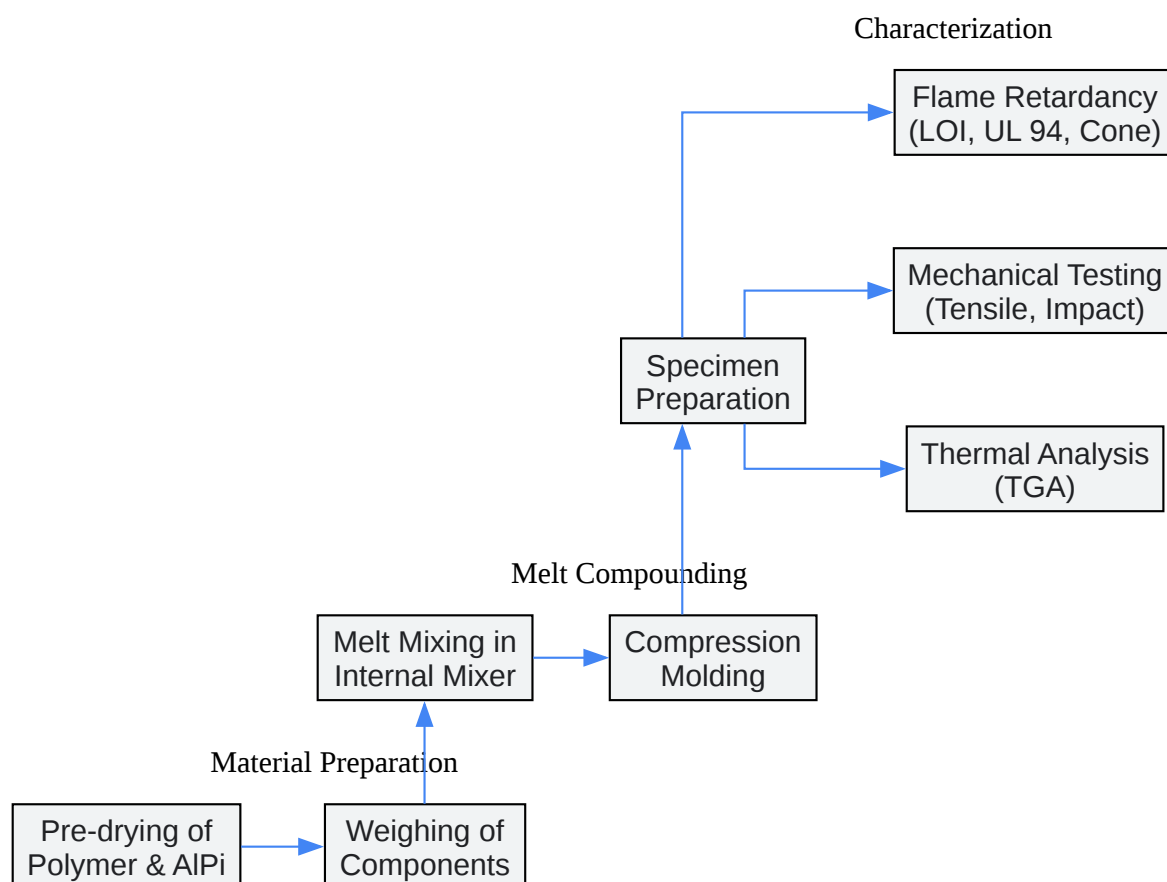 Characterization
Flame Retardancy
(LOI, UL 94, Cone)
Mechanical Testing
(Tensile, Impact)
Specimen
Preparation
Thermal Analysis
(TGA)
Melt Compounding
Melt Mixing in
Internal Mixer
Compression
Molding
Material Preparation
Pre-drying of
Polymer & AlPi
Weighing of
Components